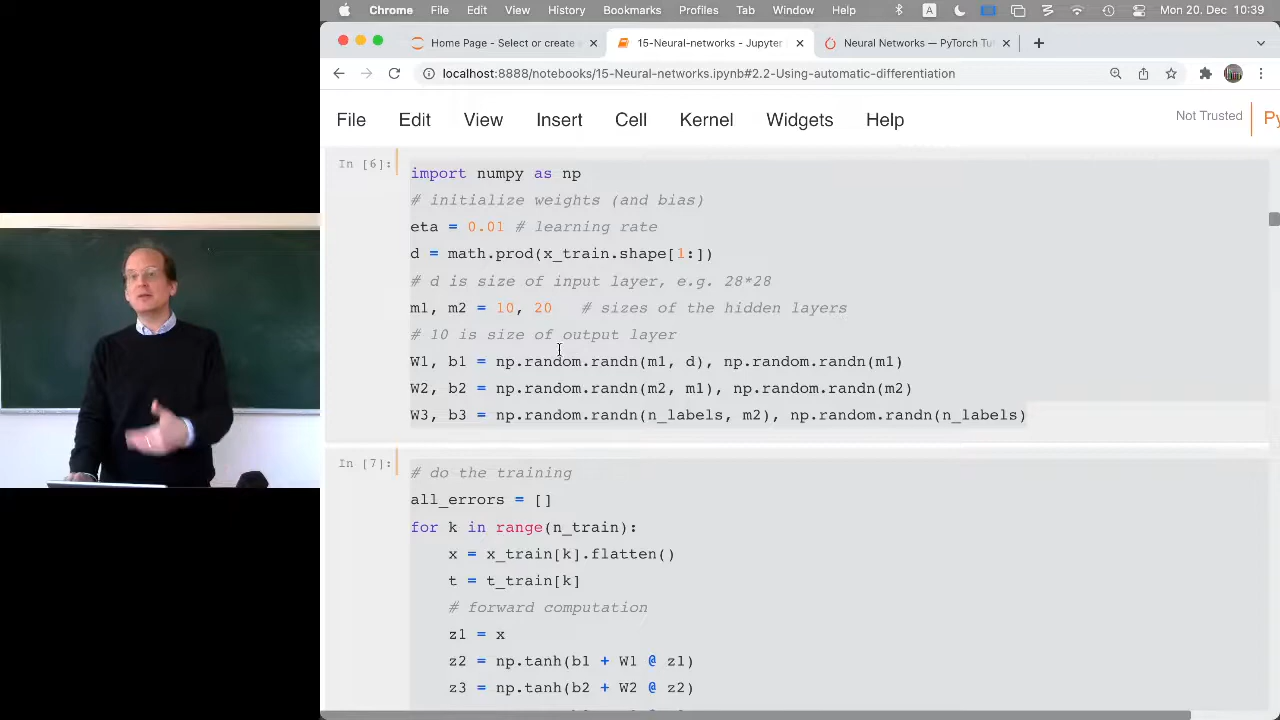 Chrome File Edit View History Bookmarks Profiles Tab Window Help A Mon 20. Dec 10:39
Home Page - Select or create 15-Neural-networks - Jupyter Neural Networks — PyTorch Tut
localhost:8888/notebooks/15-Neural-networks.ipynb#2.2-Using-automatic-differentiation
File Edit View Insert Cell Kernel Widgets Help Not Trusted Py
In [6]:
import numpy as np
# initialize weights (and bias)
eta = 0.01 # learning rate
d = math.prod(x_train.shape[1:])
# d is size of input layer, e.g. 28*28
m1, m2 = 10, 20 # sizes of the hidden layers
# 10 is size of output layer
W1, b1 = np.random.randn(m1, d), np.random.randn(m1)
W2, b2 = np.random.randn(m2, m1), np.random.randn(m2)
W3, b3 = np.random.randn(n_labels, m2), np.random.randn(n_labels)
In [7]:
# do the training
all_errors = []
for k in range(n_train):
x = x_train[k].flatten()
t = t_train[k]
# forward computation
z1 = x
z2 = np.tanh(b1 + W1 @ z1)
z3 = np.tanh(b2 + W2 @ z2)